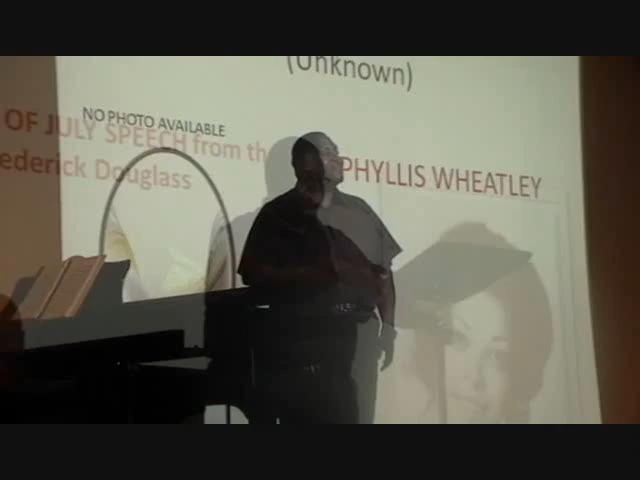 (Unknown)
NO PHOTO AVAILABLE
OF JULY SPEECH from th
ederick Douglass
PHYLLIS WHEATLEY